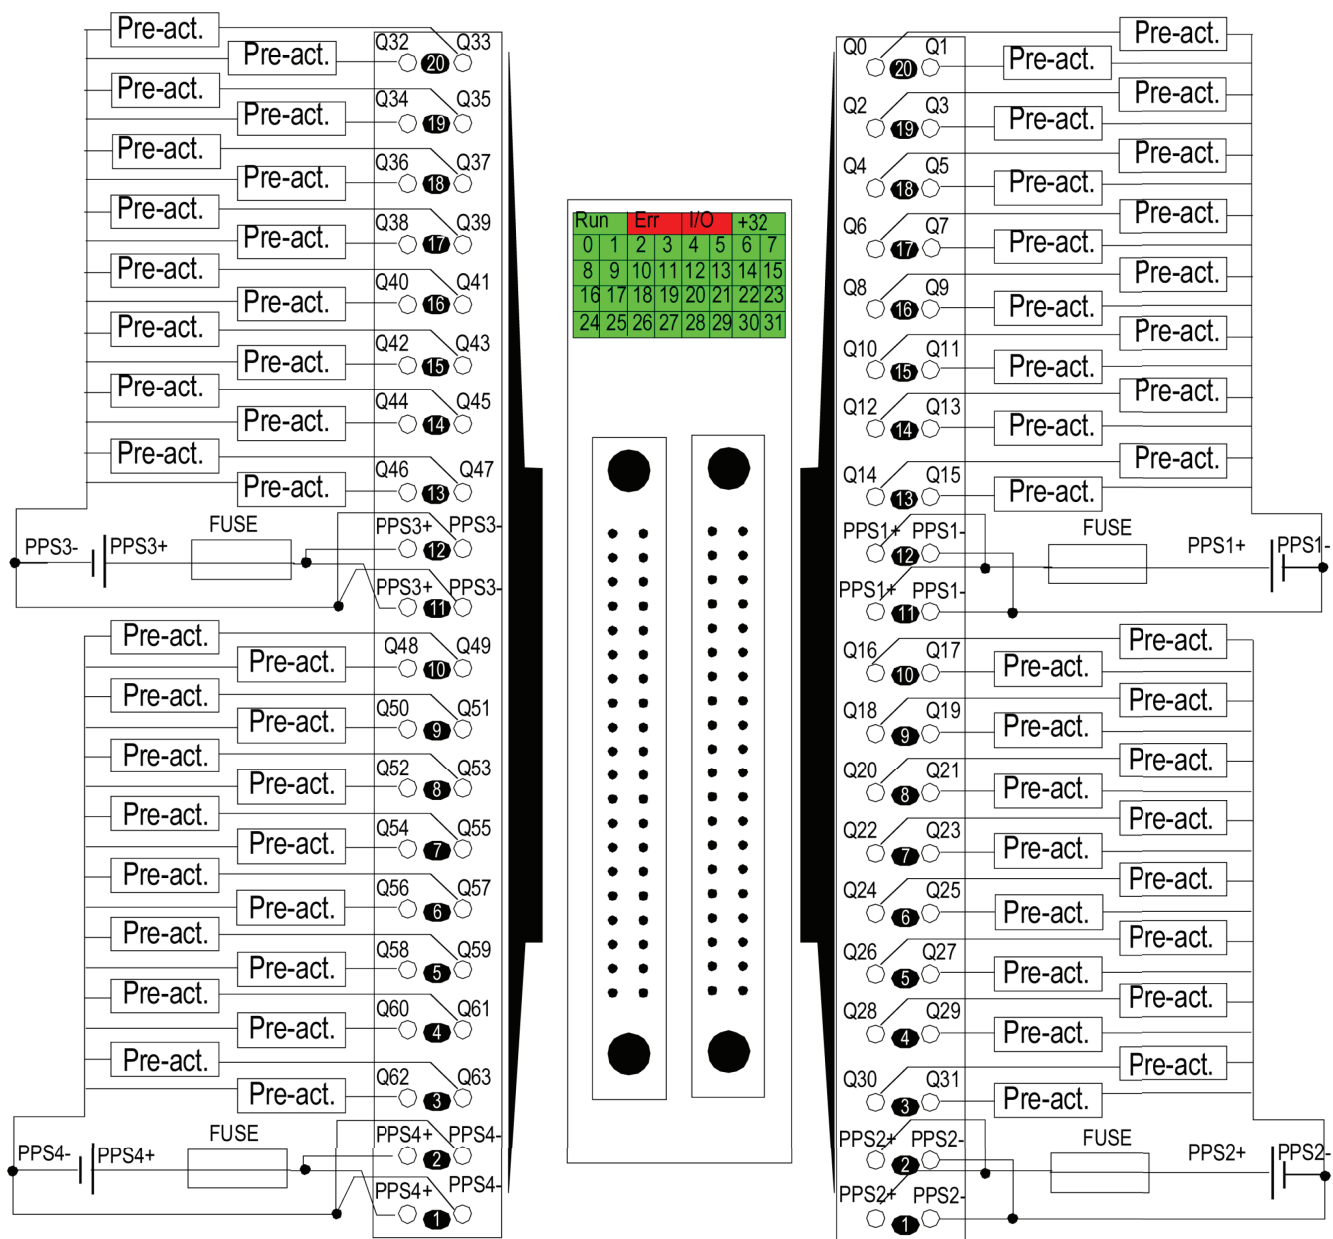 Pre-act. Q32 Q33
Pre-act. 20
Pre-act. Q34 Q35
Pre-act. 19
Pre-act. Q36 Q37
Pre-act. 18
Pre-act. Q38 Q39
Pre-act. 17
Pre-act. Q40 Q41
Pre-act. 16
Pre-act. Q42 Q43
Pre-act. 15
Pre-act. Q44 Q45
Pre-act. 14
Pre-act. Q46 Q47
Pre-act. 13
FUSE PPS3+ PPS3-
PPS3- PPS3+ 12
PPS3+ PPS3-
11
Pre-act. Q48 Q49
Pre-act. 10
Pre-act. Q50 Q51
Pre-act. 9
Pre-act. Q52 Q53
Pre-act. 8
Pre-act. Q54 Q55
Pre-act. 7
Pre-act. Q56 Q57
Pre-act. 6
Pre-act. Q58 Q59
Pre-act. 5
Pre-act. Q60 Q61
Pre-act. 4
Pre-act. Q62 Q63
Pre-act. 3
FUSE PPS4+ PPS4-
PPS4- PPS4+ 2
PPS4+ PPS4-
1
Run Err I/O +32
0 1 2 3 4 5 6 7
8 9 10 11 12 13 14 15
16 17 18 19 20 21 22 23
24 25 26 27 28 29 30 31
Q0 Q1 Pre-act.
20 Pre-act.
Q2 Q3 Pre-act.
19 Pre-act.
Q4 Q5 Pre-act.
18 Pre-act.
Q6 Q7 Pre-act.
17 Pre-act.
Q8 Q9 Pre-act.
16 Pre-act.
Q10 Q11 Pre-act.
15 Pre-act.
Q12 Q13 Pre-act.
14 Pre-act.
Q14 Q15 Pre-act.
13 Pre-act.
PPS1+ PPS1- FUSE
12 PPS1+ PPS1-
PPS1+ PPS1-
11
Q16 Q17 Pre-act.
10 Pre-act.
Q18 Q19 Pre-act.
9 Pre-act.
Q20 Q21 Pre-act.
8 Pre-act.
Q22 Q23 Pre-act.
7 Pre-act.
Q24 Q25 Pre-act.
6 Pre-act.
Q26 Q27 Pre-act.
5 Pre-act.
Q28 Q29 Pre-act.
4 Pre-act.
Q30 Q31 Pre-act.
3 Pre-act.
PPS2+ PPS2- FUSE
2 PPS2+ PPS2-
PPS2+ PPS2-
1